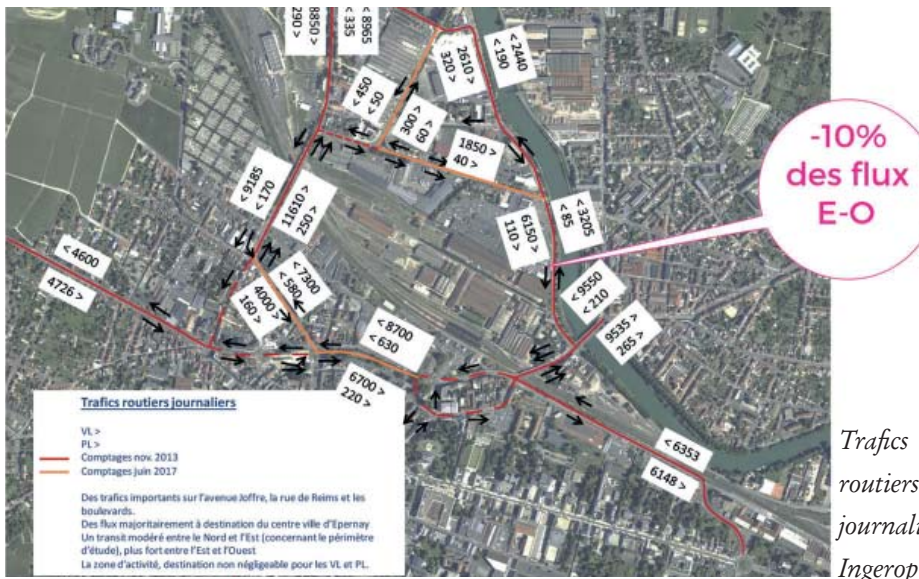 8850 >
290 >
< 8965
< 335
2610 >
320 >
< 2440
< 190
< 450
< 50
300 >
60 >
1850 >
40 >
-10%
des flux
E-O
< 9185
< 170
11610 >
250 >
6150 >
110 >
< 3205
< 85
< 4600
4726 >
< 7300
< 580
4000 >
160 >
< 9550
< 210
9535 >
265 >
< 8700
< 630
6700 >
220 >
< 6353
6148 >
Trafics routiers journaliers
VL >
PL >
Comptages nov. 2013
Comptages juin 2017
Des trafics importants sur l'avenue Joffre, la rue de Reims et les
boulevards.
Des flux majoritairement à destination du centre ville d'Epernay
Un transit modéré entre le Nord et l'Est (concernant le périmètre
d'étude), plus fort entre l'Est et l'Ouest
La zone d'activité, destination non négligeable pour les VL et PL.
Trafics
routiers
journali
Ingerop